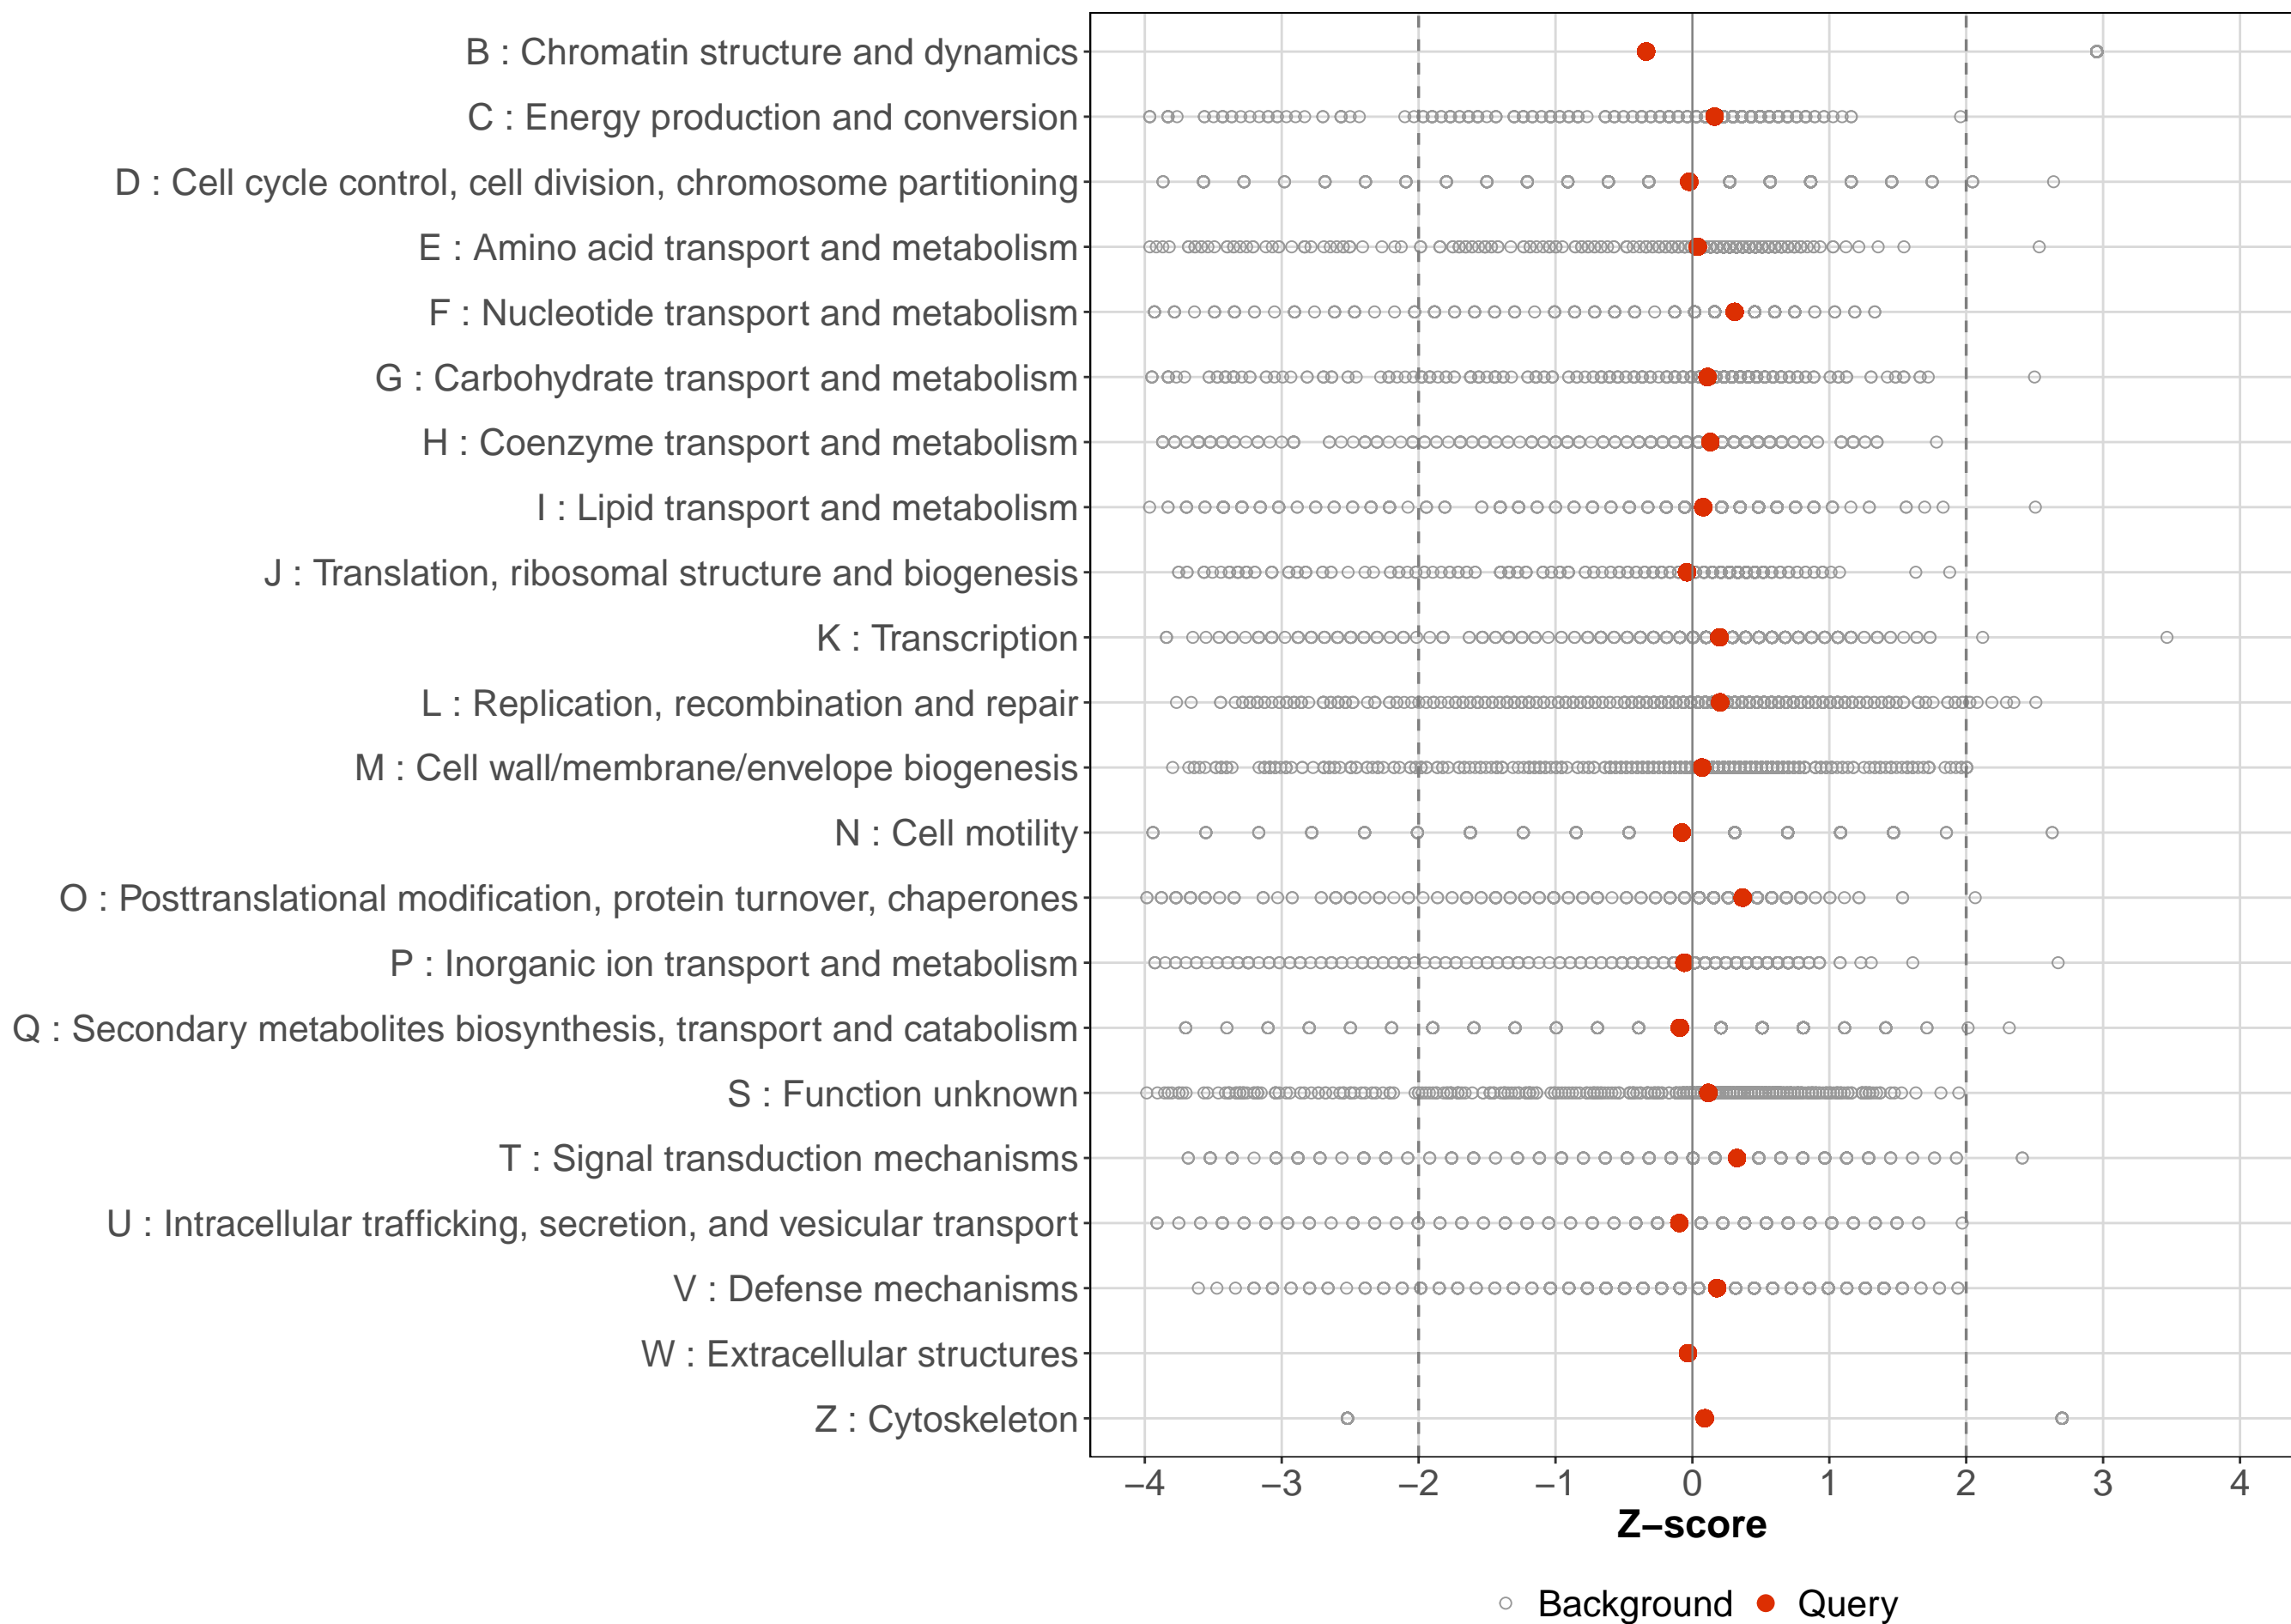 B : Chromatin structure and dynamics
C : Energy production and conversion
D : Cell cycle control, cell division, chromosome partitioning
E : Amino acid transport and metabolism
F : Nucleotide transport and metabolism
G : Carbohydrate transport and metabolism
H : Coenzyme transport and metabolism
I : Lipid transport and metabolism
J : Translation, ribosomal structure and biogenesis
K : Transcription
L : Replication, recombination and repair
M : Cell wall/membrane/envelope biogenesis
N : Cell motility
O : Posttranslational modification, protein turnover, chaperones
P : Inorganic ion transport and metabolism
Q : Secondary metabolites biosynthesis, transport and catabolism
S : Function unknown
T : Signal transduction mechanisms
U : Intracellular trafficking, secretion, and vesicular transport
V : Defense mechanisms
W : Extracellular structures
Z : Cytoskeleton
−4 −3 −2 −1 0 1 2 3 4
Z−score
Background Query